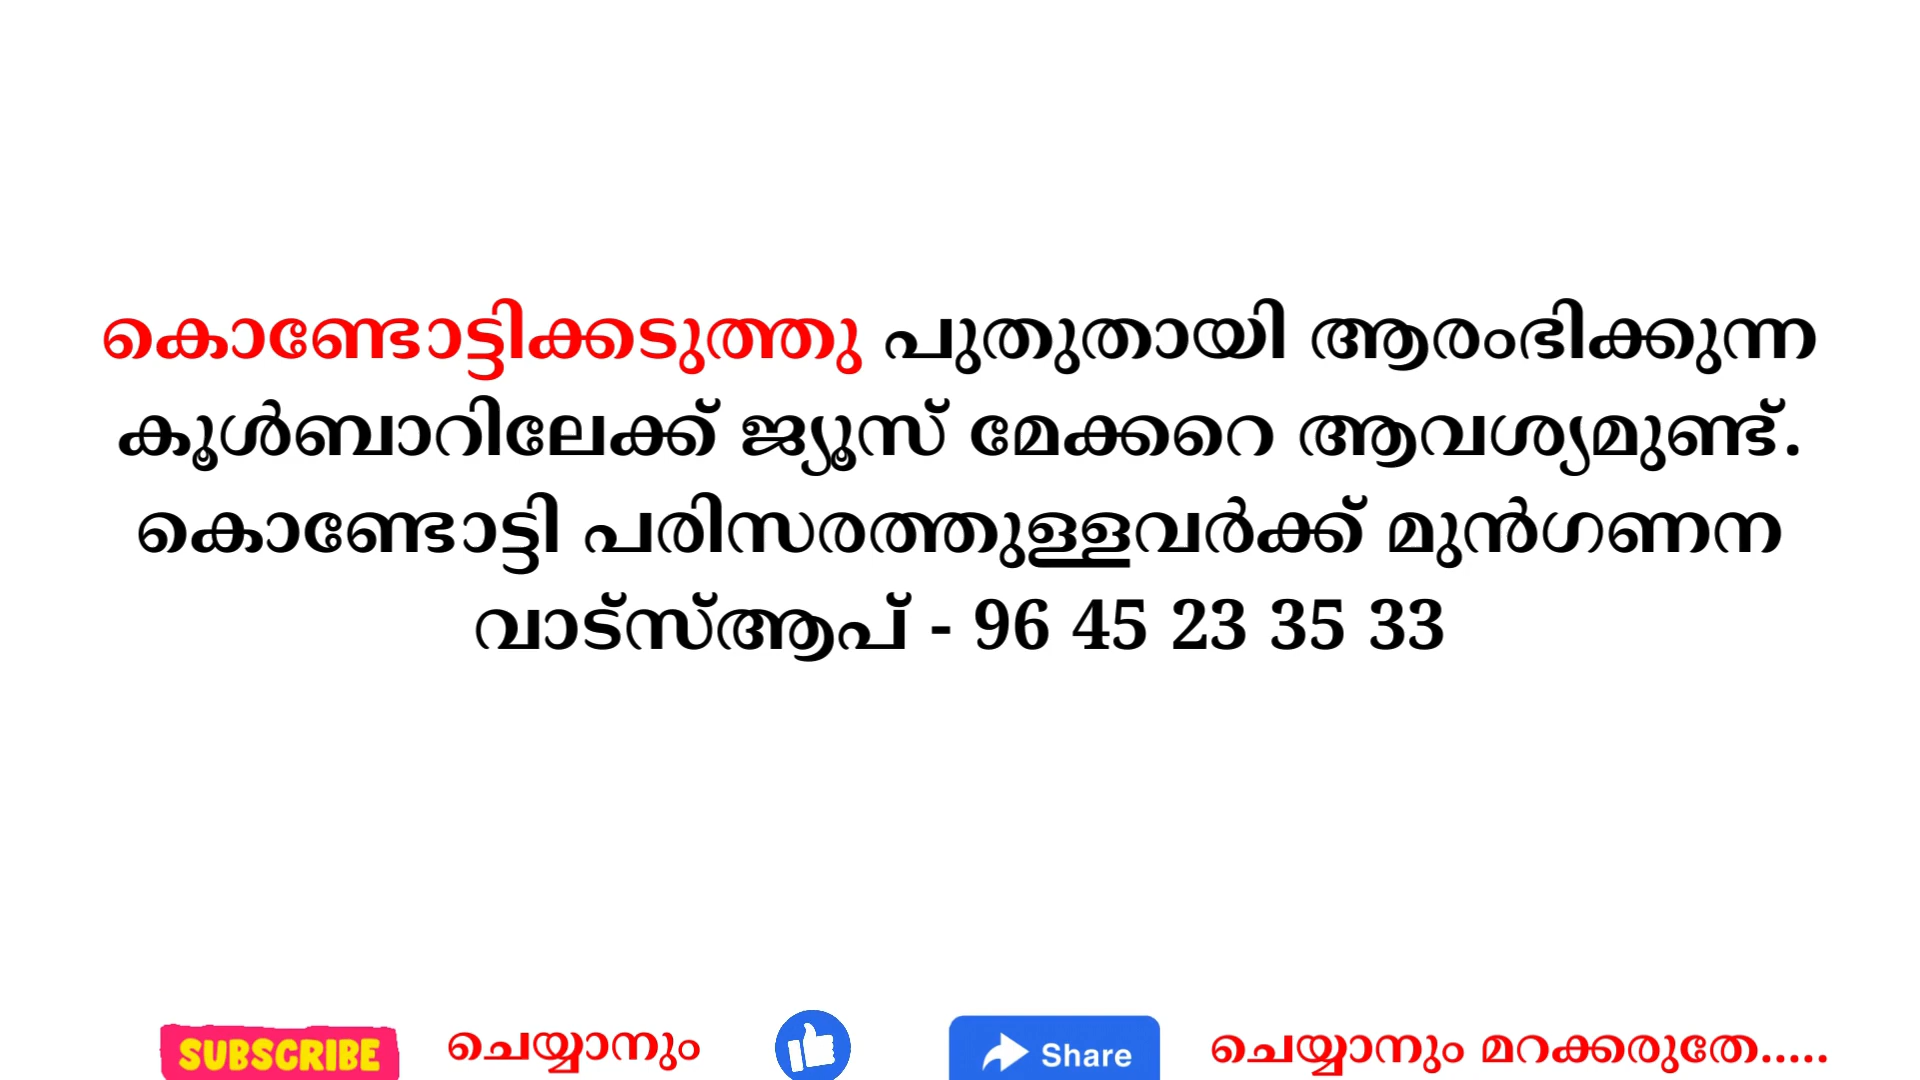 കൊണ്ടോട്ടിക്കടുത്തു പുതുതായി ആരംഭിക്കുന്ന
കൂൾബാറിലേക്ക് ജ്യൂസ് മേക്കറെ ആവശ്യമുണ്ട്.
കൊണ്ടോട്ടി പരിസരത്തുള്ളവർക്ക് മുൻഗണന
വാട്സ്ആപ് - 96 45 23 35 33
SUBSCRIBE ചെയ്യാനും Share ചെയ്യാനും മറക്കരുതേ.....